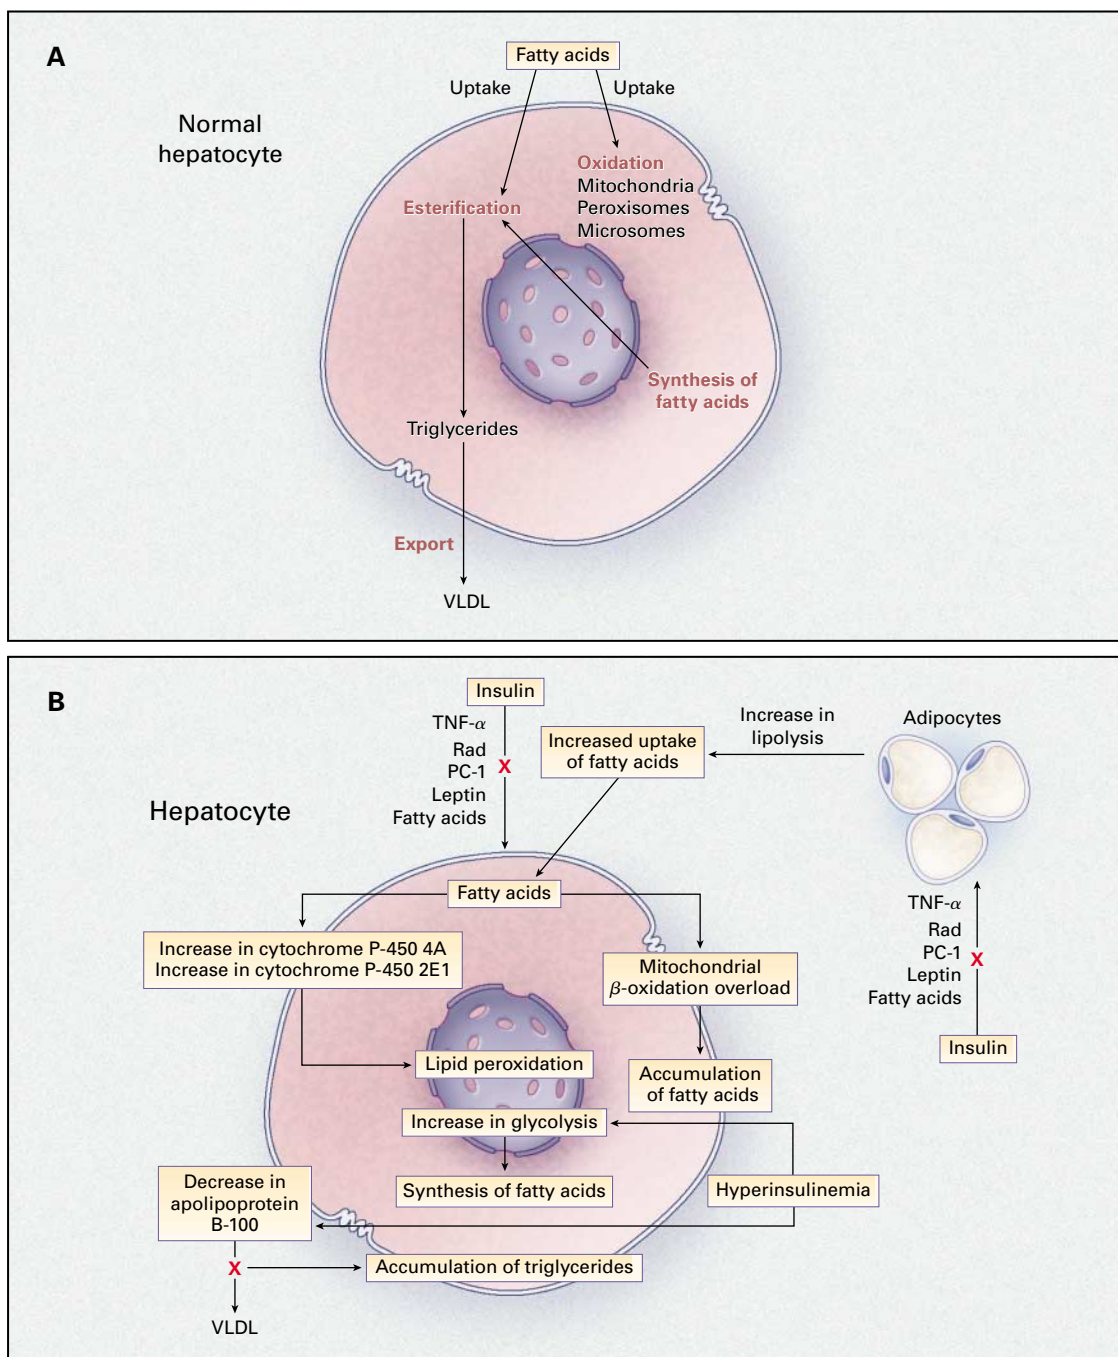 A
Fatty acids
Uptake
Uptake
Normal
hepatocyte
Oxidation
Mitochondria
Peroxisomes
Microsomes
Esterification
Synthesis of
fatty acids
Triglycerides
Export
VLDL
B
Insulin
TNF-α
Rad
PC-1
X
Leptin
Fatty acids
Increased uptake
of fatty acids
Increase in
lipolysis
Adipocytes
Hepatocyte
TNF-α
Rad
PC-1
X
Leptin
Fatty acids
Insulin
Fatty acids
Increase in cytochrome P-450 4A
Increase in cytochrome P-450 2E1
Mitochondrial
β-oxidation overload
Lipid peroxidation
Accumulation
of fatty acids
Increase in glycolysis
Synthesis of fatty acids
Hyperinsulinemia
Decrease in
apolipoprotein
B-100
X
Accumulation of triglycerides
VLDL